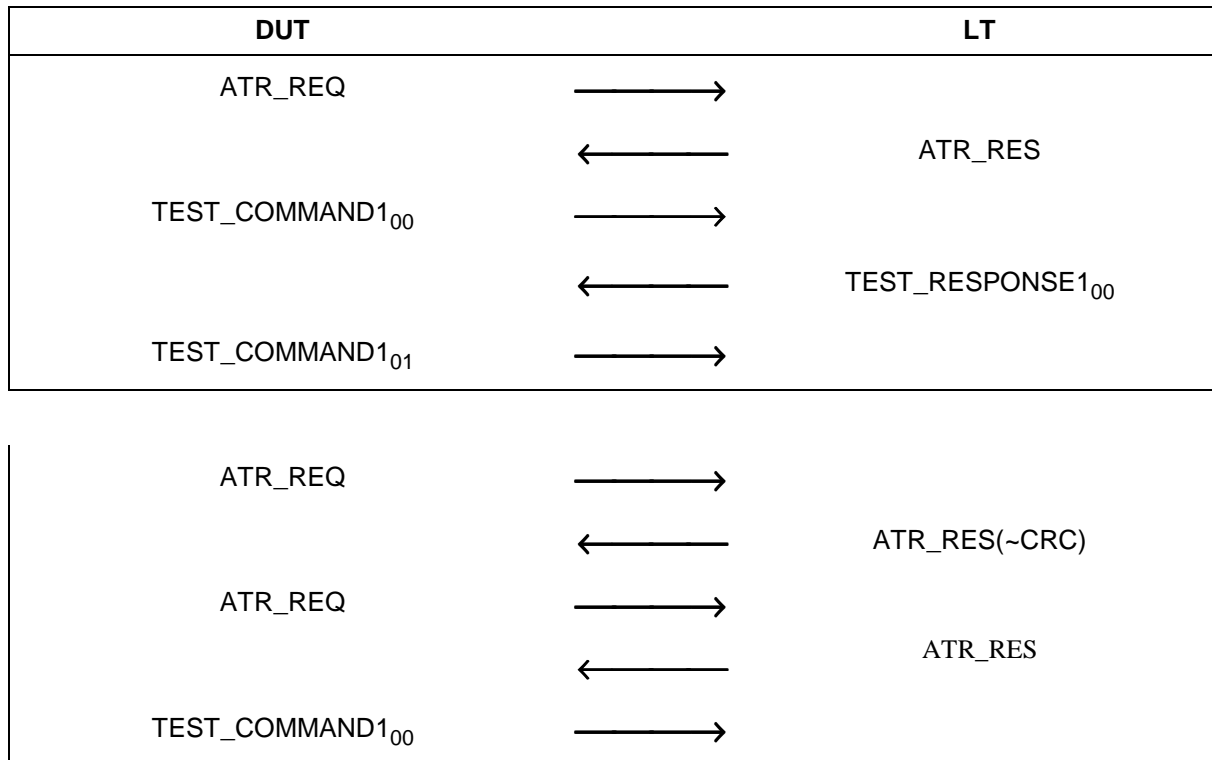 DUT LT
ATR_REQ
ATR_RES
TEST_COMMAND1₀₀
TEST_RESPONSE1₀₀
TEST_COMMAND1₀₁
ATR_REQ
ATR_RES(~CRC)
ATR_REQ
ATR_RES
TEST_COMMAND1₀₀